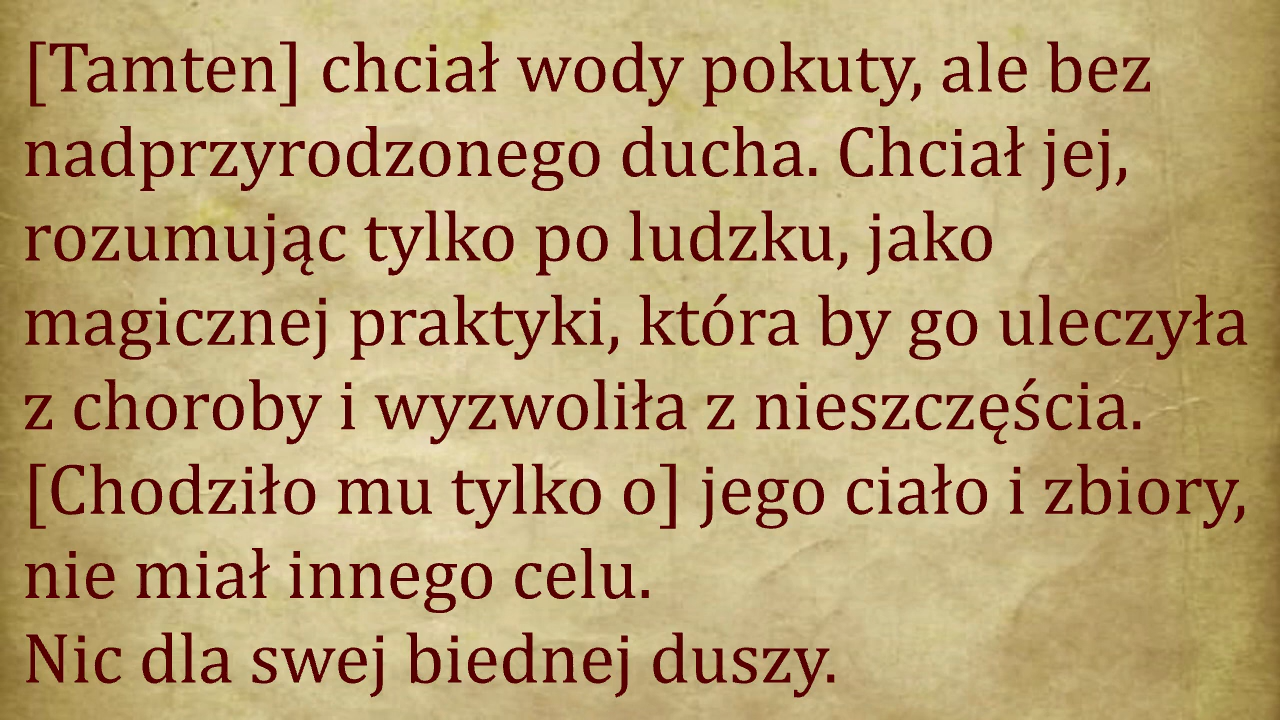 [Tamten] chciał wody pokuty, ale bez
nadprzyrodzonego ducha. Chciał jej,
rozumując tylko po ludzku, jako
magicznej praktyki, która by go uleczyła
z choroby i wyzwoliła z nieszczęścia.
[Chodziło mu tylko o] jego ciało i zbiory,
nie miał innego celu.
Nic dla swej biednej duszy.